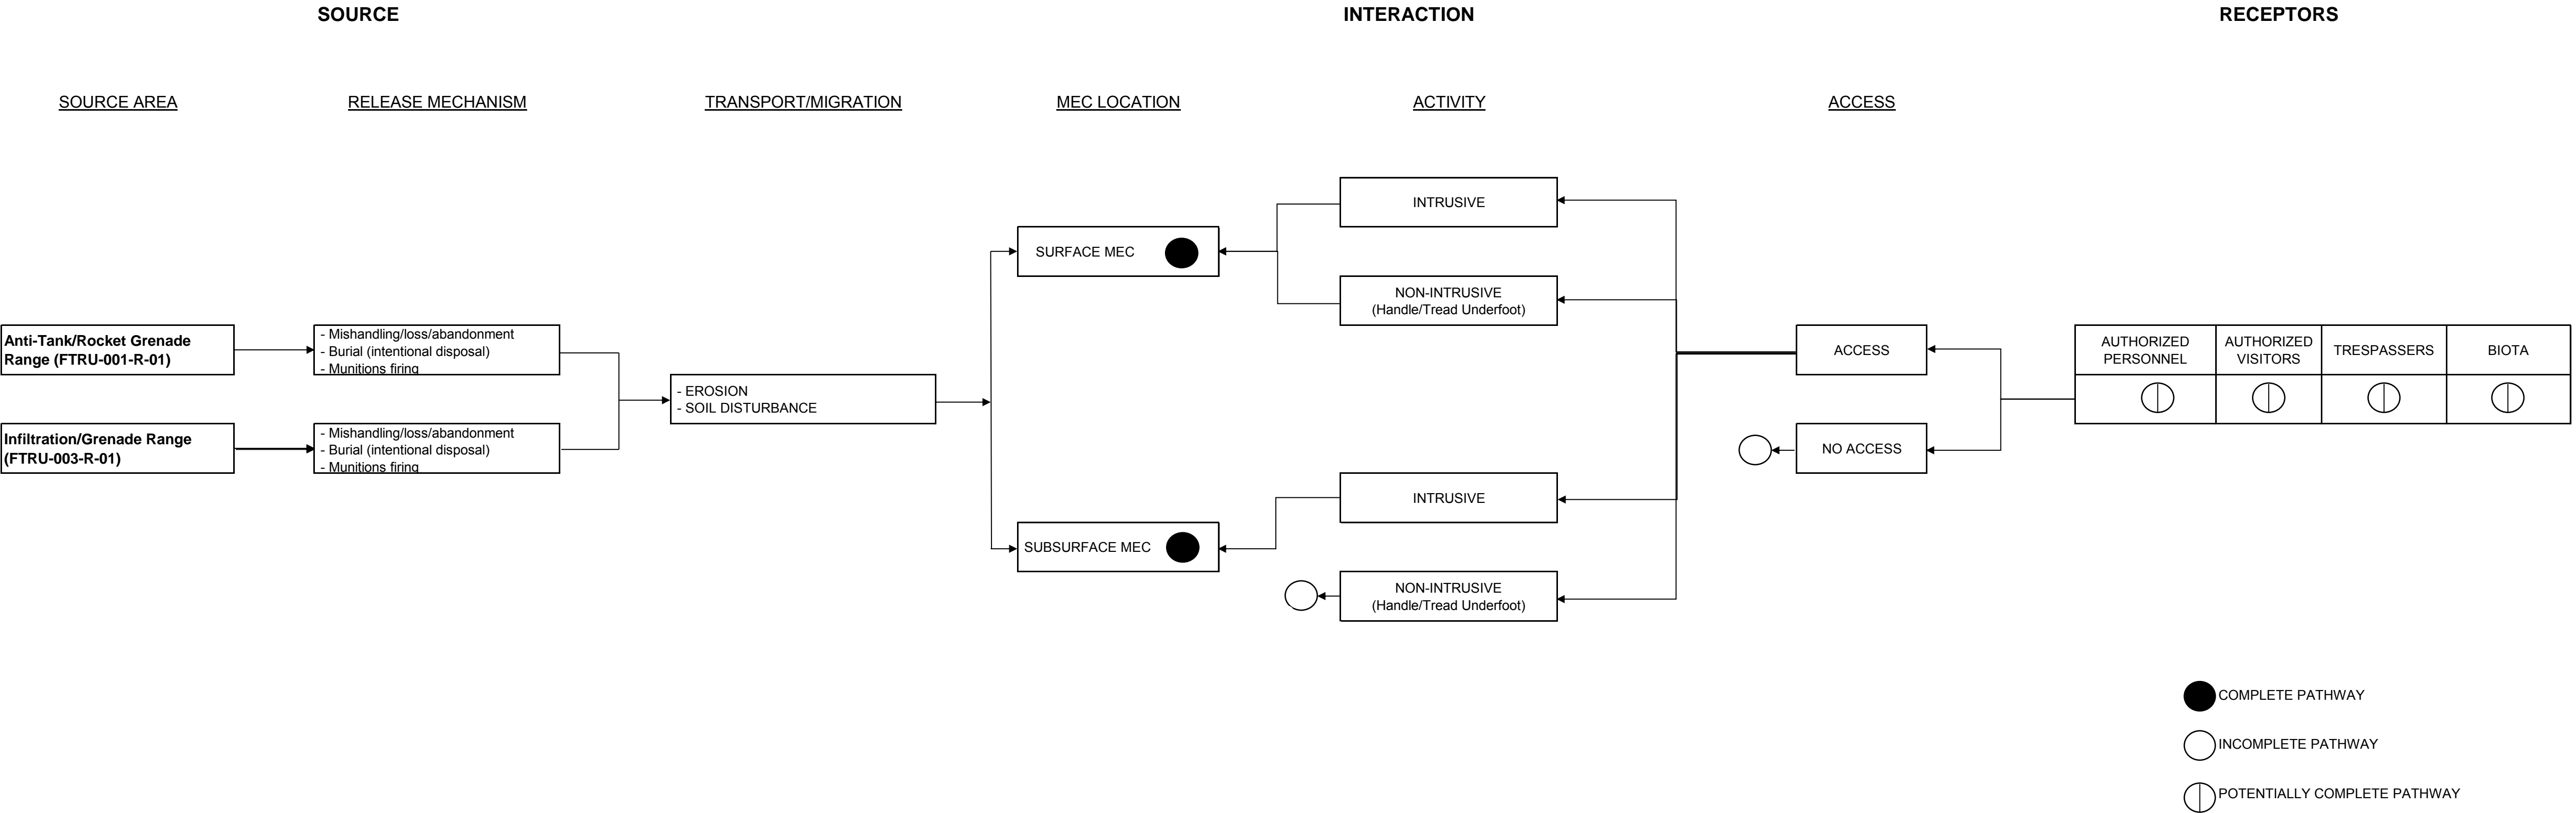 SOURCE
INTERACTION
RECEPTORS
SOURCE AREA
RELEASE MECHANISM
TRANSPORT/MIGRATION
MEC LOCATION
ACTIVITY
ACCESS
Anti-Tank/Rocket Grenade
Range (FTRU-001-R-01)
- Mishandling/loss/abandonment
- Burial (intentional disposal)
- Munitions firing
Infiltration/Grenade Range
(FTRU-003-R-01)
- Mishandling/loss/abandonment
- Burial (intentional disposal)
- Munitions firing
- EROSION
- SOIL DISTURBANCE
SURFACE MEC
SUBSURFACE MEC
INTRUSIVE
NON-INTRUSIVE
(Handle/Tread Underfoot)
INTRUSIVE
NON-INTRUSIVE
(Handle/Tread Underfoot)
ACCESS
NO ACCESS
AUTHORIZED
PERSONNEL
AUTHORIZED
VISITORS
TRESPASSERS
BIOTA
COMPLETE PATHWAY
INCOMPLETE PATHWAY
POTENTIALLY COMPLETE PATHWAY